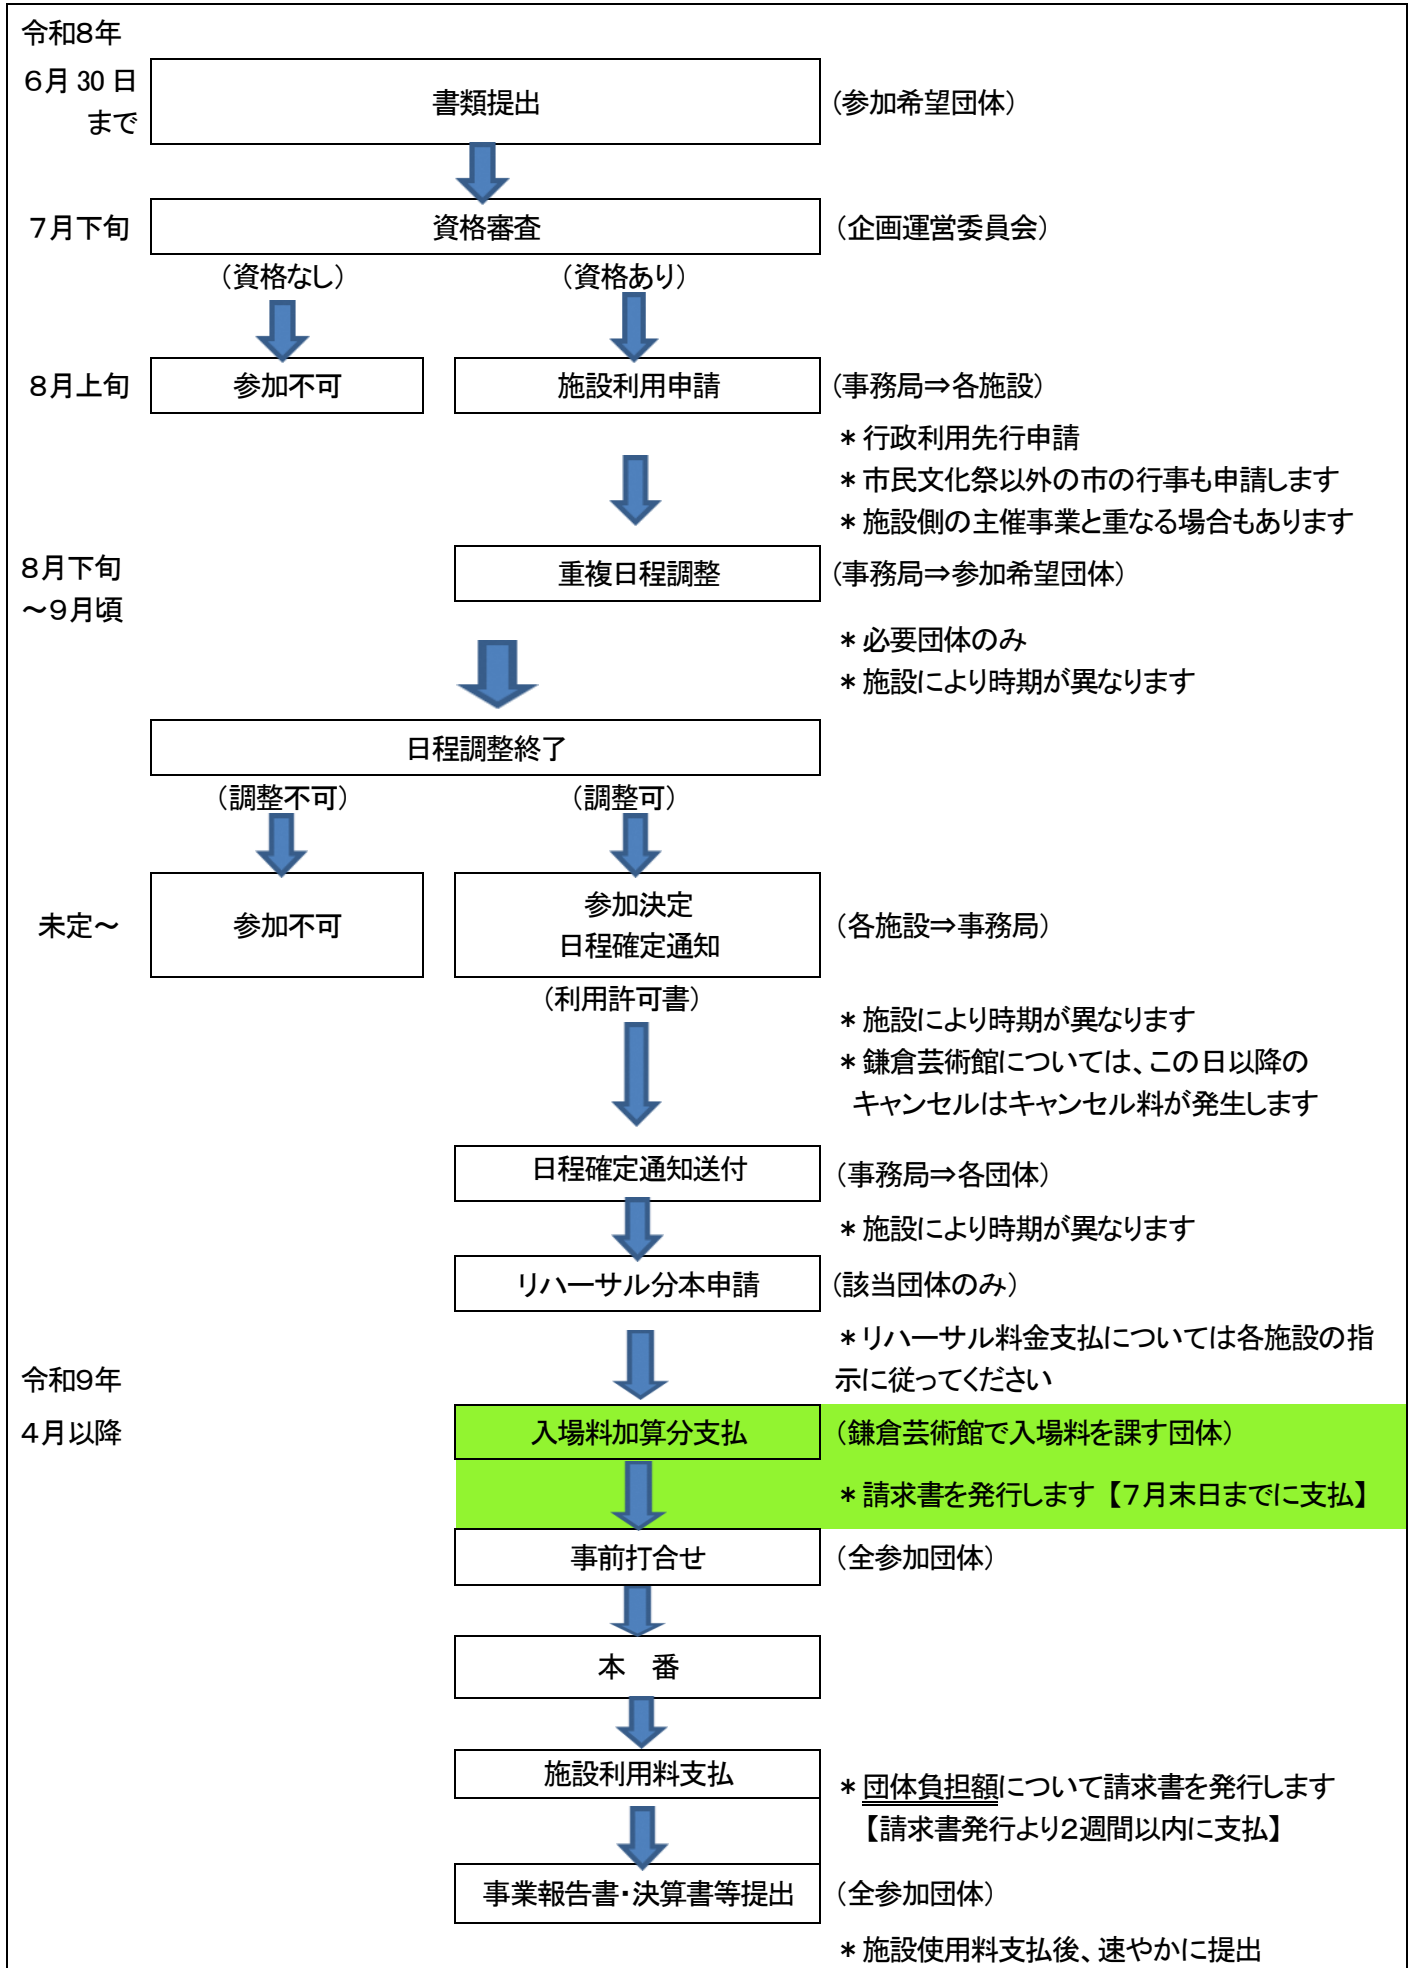 令和8年
6月 30 日
まで
書類提出
（参加希望団体）
7月下旬
資格審査
（企画運営委員会）
（資格なし）
（資格あり）
8月上旬
参加不可
施設利用申請
（事務局⇒各施設）
＊行政利用先行申請
＊市民文化祭以外の市の行事も申請します
＊施設側の主催事業と重なる場合もあります
8月下旬
～9月頃
重複日程調整
（事務局⇒参加希望団体）
＊必要団体のみ
＊施設により時期が異なります
日程調整終了
（調整不可）
（調整可）
未定～
参加不可
参加決定
日程確定通知
（各施設⇒事務局）
（利用許可書）
＊施設により時期が異なります
＊鎌倉芸術館については、この日以降の
キャンセルはキャンセル料が発生します
日程確定通知送付
（事務局⇒各団体）
＊施設により時期が異なります
リハーサル分本申請
（該当団体のみ）
＊リハーサル料金支払については各施設の指
示に従ってください
令和9年
4月以降
入場料加算分支払
（鎌倉芸術館で入場料を課す団体）
＊請求書を発行します【7月末日までに支払】
事前打合せ
（全参加団体）
本　番
施設利用料支払
＊団体負担額について請求書を発行します
【請求書発行より2週間以内に支払】
事業報告書・決算書等提出
（全参加団体）
＊施設使用料支払後、速やかに提出